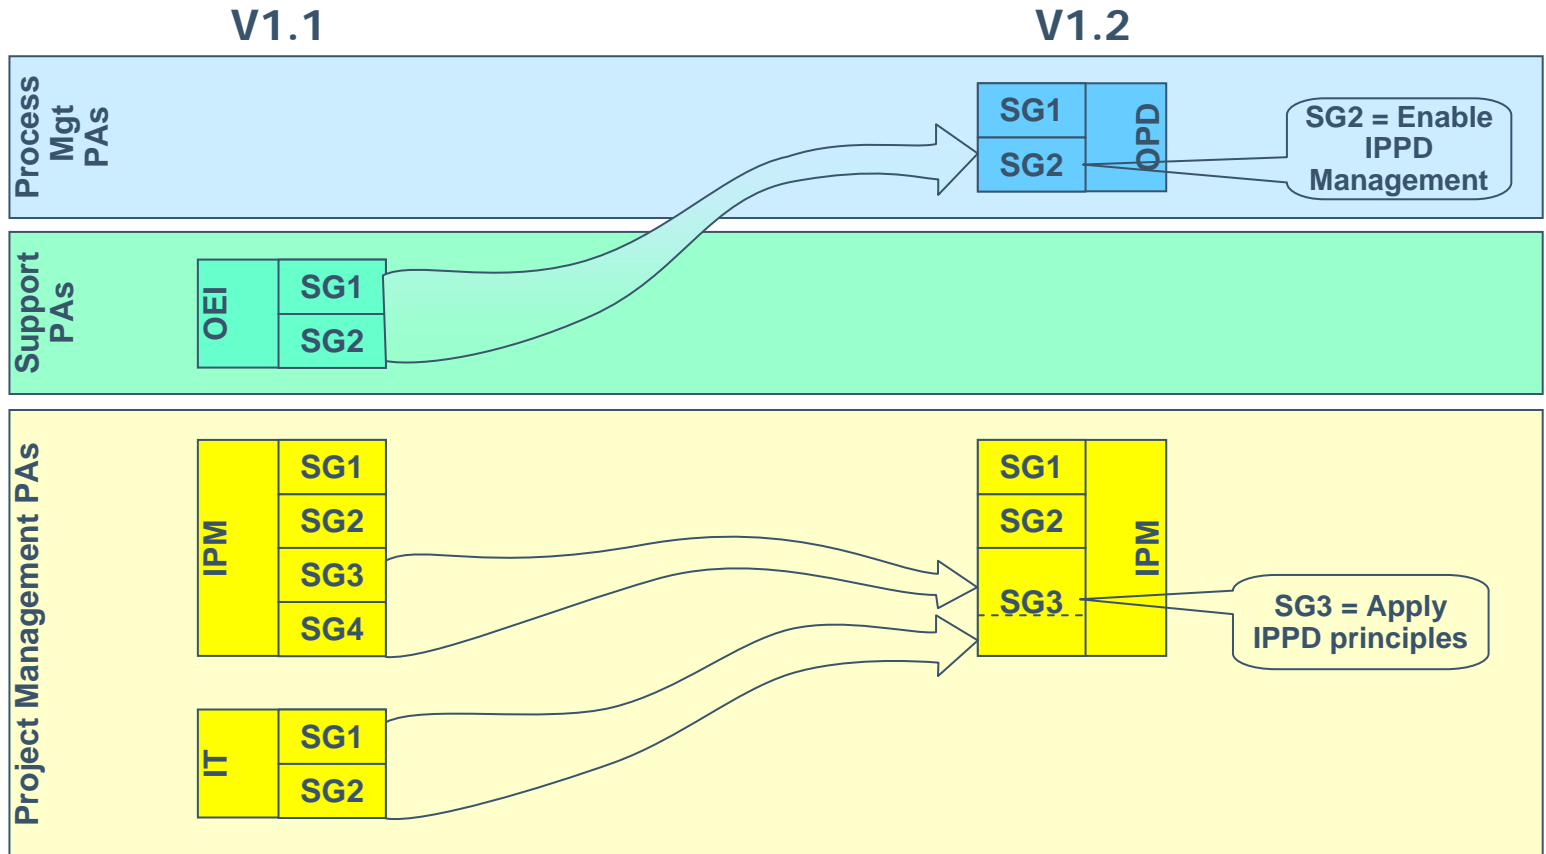 V1.1
V1.2
Process
Mgt
PAs
SG1
SG2
OPD
SG2 = Enable
IPPD
Management
Support
PAs
OEI
SG1
SG2
Project Management PAs
IPM
SG1
SG2
SG3
SG4
SG1
SG2
SG3
IPM
SG3 = Apply
IPPD principles
IT
SG1
SG2